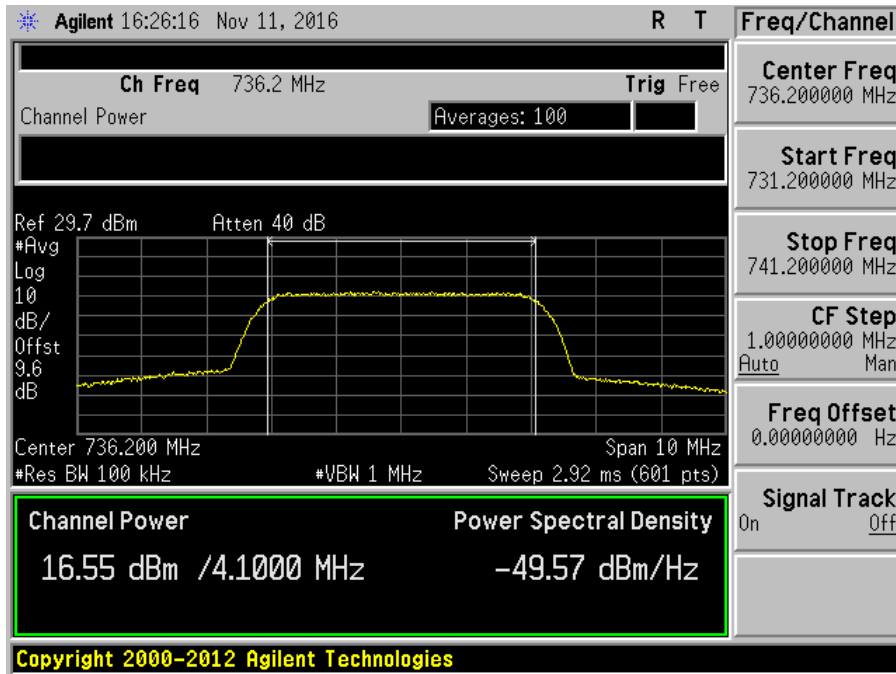 Agilent 16:26:16 Nov 11, 2016 R T
Freq/Channel
Ch Freq 736.2 MHz Trig Free
Channel Power Averages: 100
Center Freq
736.200000 MHz
Start Freq
731.200000 MHz
Stop Freq
741.200000 MHz
CF Step
1.00000000 MHz
Auto Man
Freq Offset
0.00000000 Hz
Signal Track
On Off
Ref 29.7 dBm Atten 40 dB
#Avg
Log
10
dB/
Offst
9.6
dB
Center 736.200 MHz Span 10 MHz
#Res BW 100 kHz #VBW 1 MHz Sweep 2.92 ms (601 pts)
Channel Power Power Spectral Density
16.55 dBm /4.1000 MHz -49.57 dBm/Hz
Copyright 2000-2012 Agilent Technologies